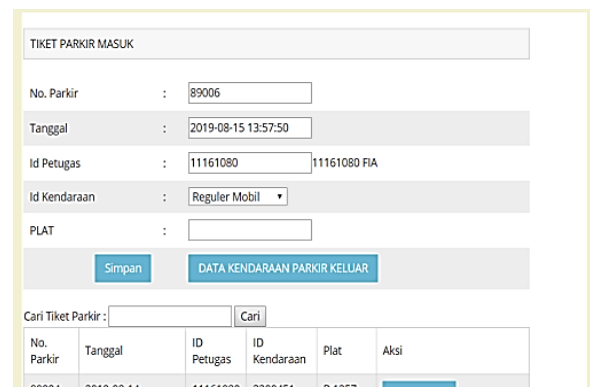 TIKET PARKIR MASUK
No. Parkir : 89006
Tanggal : 2019-08-15 13:57:50
Id Petugas : 11161080 11161080 FIA
Id Kendaraan : Reguler Mobil
PLAT :
Simpan DATA KENDARAAN PARKIR KELUAR
Cari Tiket Parkir : Cari
No. Parkir Tanggal ID Petugas ID Kendaraan Plat Aksi